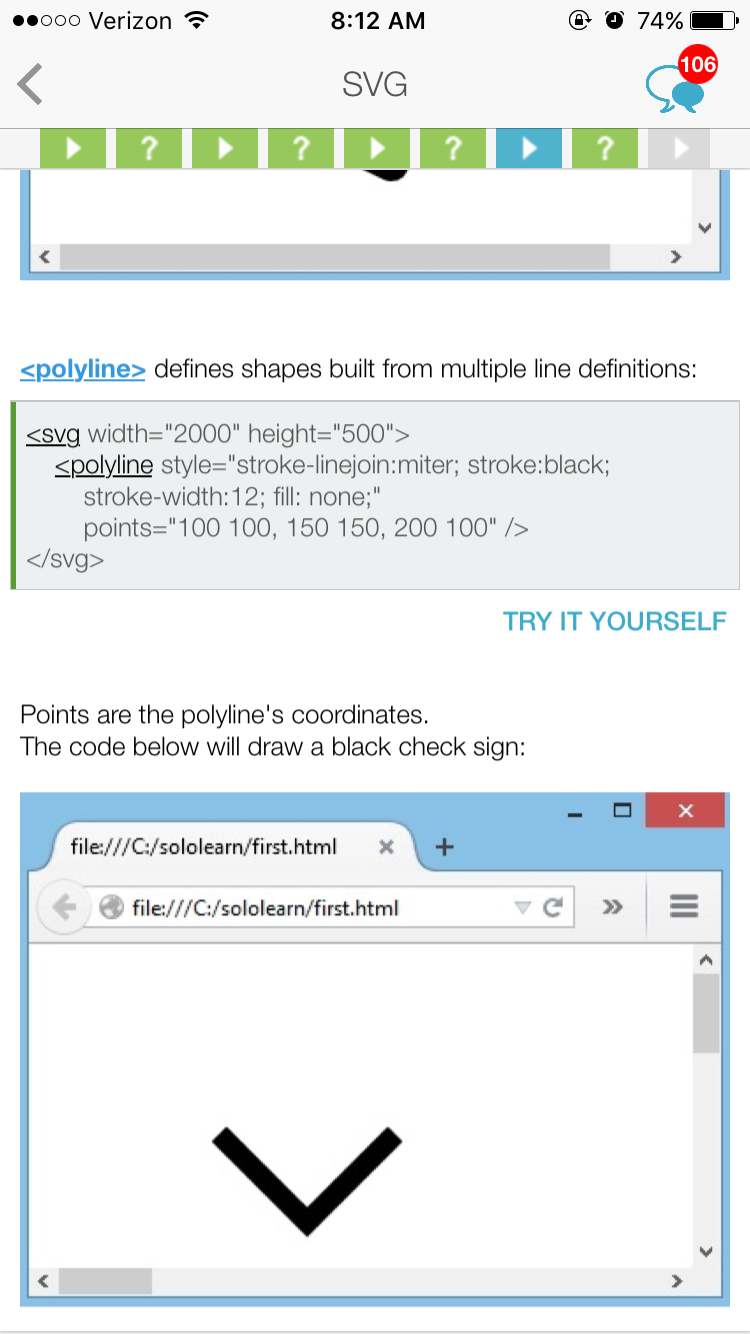 Verizon 8:12 AM 74%
SVG
106
? ? ? ?
<polyline> defines shapes built from multiple line definitions:
<svg width="2000" height="500">
<polyline style="stroke-linejoin:miter; stroke:black;
stroke-width:12; fill: none;"
points="100 100, 150 150, 200 100" />
</svg>
TRY IT YOURSELF
Points are the polyline's coordinates.
The code below will draw a black check sign:
file:///C:/sololearn/first.html
file:///C:/sololearn/first.html